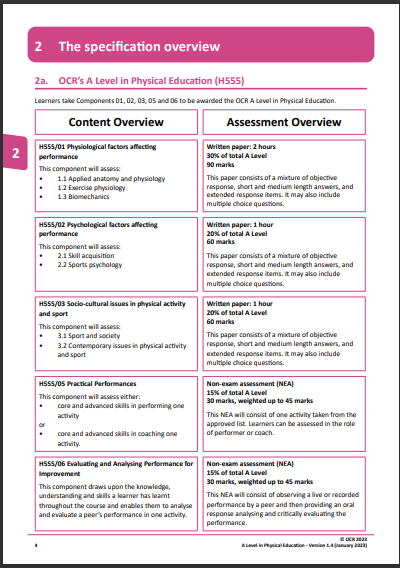 2 The specification overview
2a. OCR's A Level in Physical Education (H555)
Learners take Components 01, 02, 03, 05 and 06 to be awarded the OCR A Level in Physical Education.
Content Overview
Assessment Overview
2
H555/01 Physiological factors affecting
performance
This component will assess:
• 1.1 Applied anatomy and physiology
• 1.2 Exercise physiology
• 1.3 Biomechanics
Written paper: 2 hours
30% of total A Level
90 marks
This paper consists of a mixture of objective
response, short and medium length answers, and
extended response items. It may also include
multiple choice questions.
H555/02 Psychological factors affecting
performance
This component will assess:
• 2.1 Skill acquisition
• 2.2 Sports psychology
Written paper: 1 hour
20% of total A Level
60 marks
This paper consists of a mixture of objective
response, short and medium length answers, and
extended response items. It may also include
multiple choice questions.
H555/03 Socio-cultural issues in physical activity
and sport
This component will assess:
• 3.1 Sport and society
• 3.2 Contemporary issues in physical activity
and sport
Written paper: 1 hour
20% of total A Level
60 marks
This paper consists of a mixture of objective
response, short and medium length answers, and
extended response items. It may also include
multiple choice questions.
H555/05 Practical Performances
This component will assess either:
• core and advanced skills in performing one
activity
or
• core and advanced skills in coaching one
activity.
Non-exam assessment (NEA)
15% of total A Level
30 marks, weighted up to 45 marks
This NEA will consist of one activity taken from the
approved list. Learners can be assessed in the role
of performer or coach.
H555/06 Evaluating and Analysing Performance for
Improvement
This component draws upon the knowledge,
understanding and skills a learner has learnt
throughout the course and enables them to analyse
and evaluate a peer's performance in one activity.
Non-exam assessment (NEA)
15% of total A Level
30 marks, weighted up to 45 marks
This NEA will consist of observing a live or recorded
performance by a peer and then providing an oral
response analysing and critically evaluating the
performance.
© OCR 2023
4
A Level in Physical Education - Version 1.4 (January 2023)